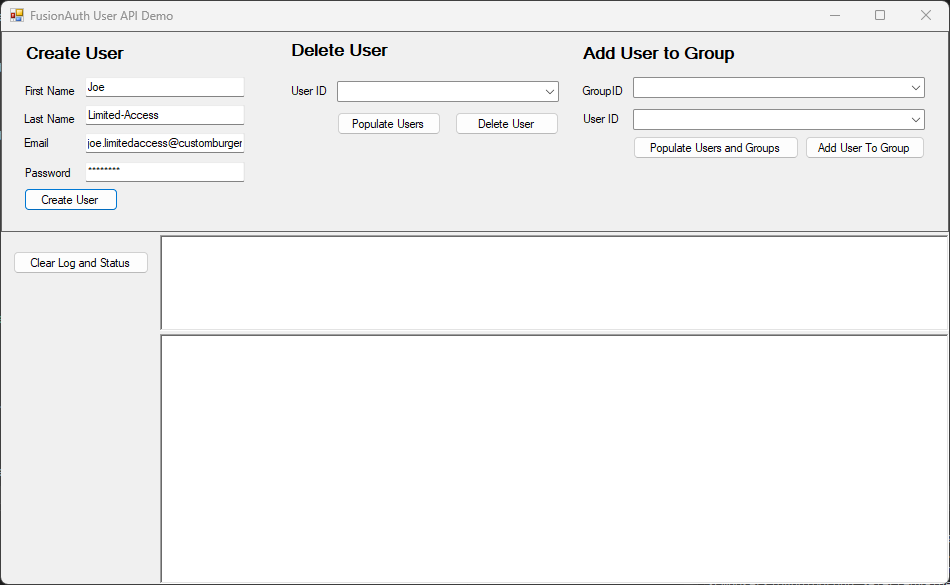 FusionAuth User API Demo
Create User
First Name Joe
Last Name Limited-Access
Email joe.limitedaccess@customburger
Password ********
Create User
Delete User
User ID
Populate Users Delete User
Add User to Group
GroupID
User ID
Populate Users and Groups Add User To Group
Clear Log and Status